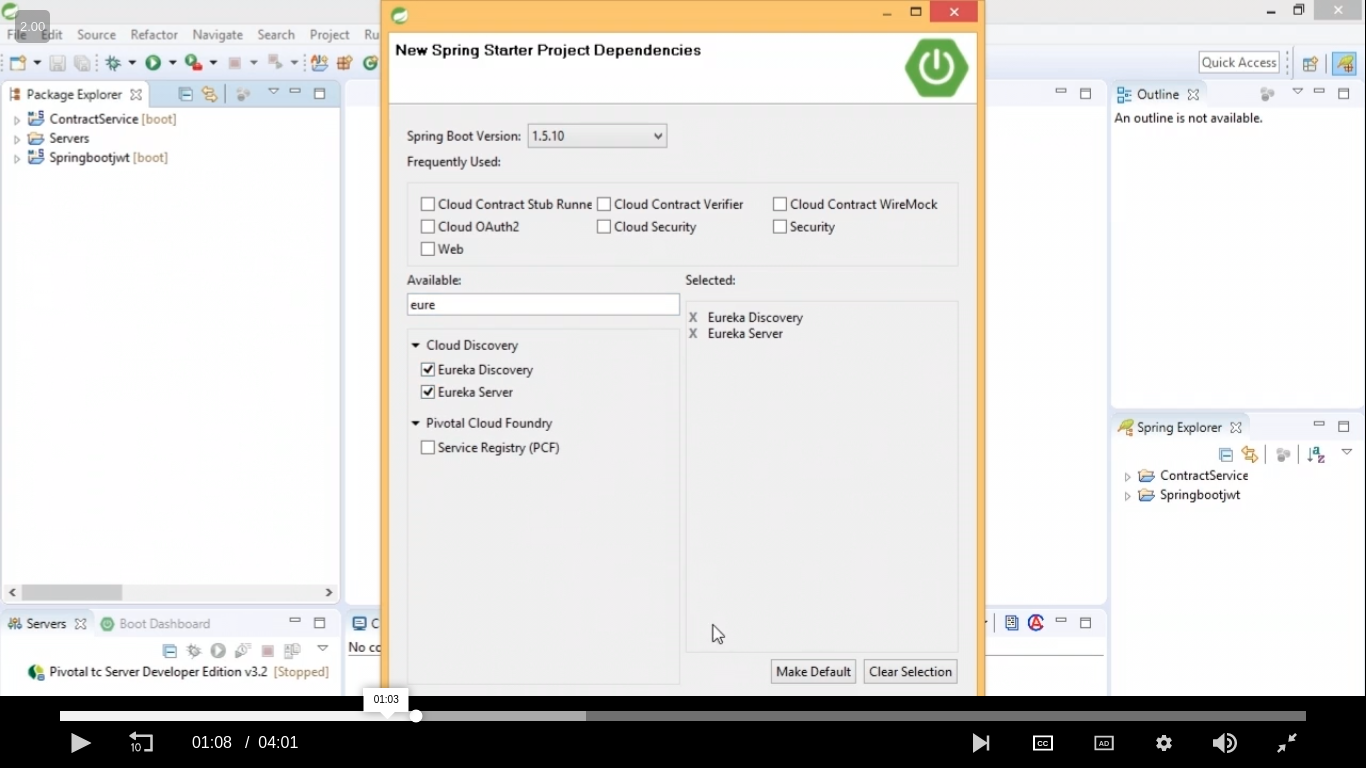 2.00
File Edit Source Refactor Navigate Search Project Ru
Quick Access
New Spring Starter Project Dependencies
Package Explorer
ContractService [boot]
Servers
Springbootjwt [boot]
Spring Boot Version: 1.5.10
Frequently Used:
Cloud Contract Stub Runne Cloud Contract Verifier Cloud Contract WireMock
Cloud OAuth2 Cloud Security Security
Web
Available:
eure
Cloud Discovery
Eureka Discovery
Eureka Server
Pivotal Cloud Foundry
Service Registry (PCF)
Selected:
X Eureka Discovery
X Eureka Server
Make Default Clear Selection
Outline
An outline is not available.
Spring Explorer
ContractService
Springbootjwt
Servers Boot Dashboard
Pivotal tc Server Developer Edition v3.2 [Stopped]
C
No co
01:03
10
01:08 / 04:01
CC
AD